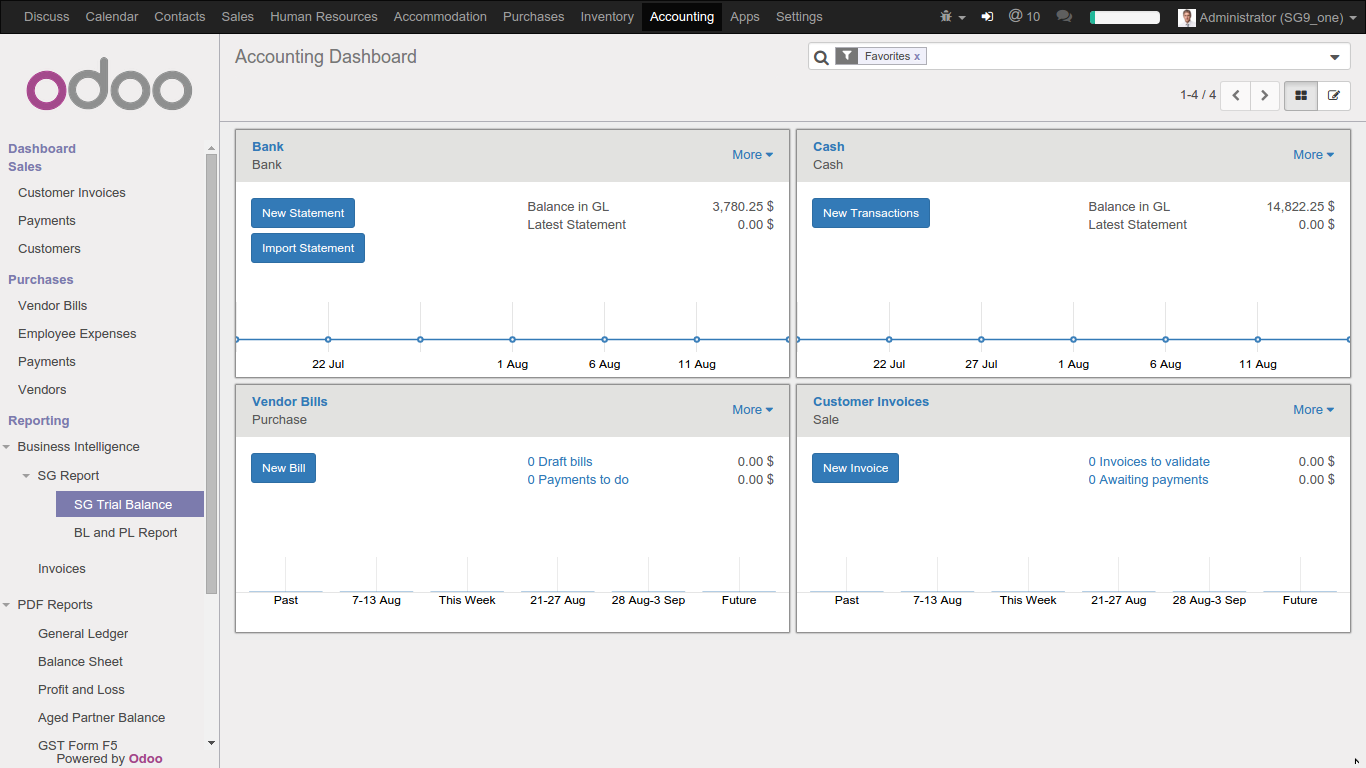 Discuss Calendar Contacts Sales Human Resources Accommodation Purchases Inventory Accounting Apps Settings @ 10 Administrator (SG9_one)
odoo
Dashboard
Sales
Customer Invoices
Payments
Customers
Purchases
Vendor Bills
Employee Expenses
Payments
Vendors
Reporting
Business Intelligence
SG Report
SG Trial Balance
BL and PL Report
Invoices
PDF Reports
General Ledger
Balance Sheet
Profit and Loss
Aged Partner Balance
GST Form F5
Powered by Odoo
Accounting Dashboard
Favorites x
1-4 / 4
Bank
Bank
More
New Statement
Import Statement
Balance in GL 3,780.25 $
Latest Statement 0.00 $
22 Jul 1 Aug 6 Aug 11 Aug
Cash
Cash
More
New Transactions
Balance in GL 14,822.25 $
Latest Statement 0.00 $
22 Jul 27 Jul 1 Aug 6 Aug 11 Aug
Vendor Bills
Purchase
More
New Bill
0 Draft bills 0.00 $
0 Payments to do 0.00 $
Past 7-13 Aug This Week 21-27 Aug 28 Aug-3 Sep Future
Customer Invoices
Sale
More
New Invoice
0 Invoices to validate 0.00 $
0 Awaiting payments 0.00 $
Past 7-13 Aug This Week 21-27 Aug 28 Aug-3 Sep Future